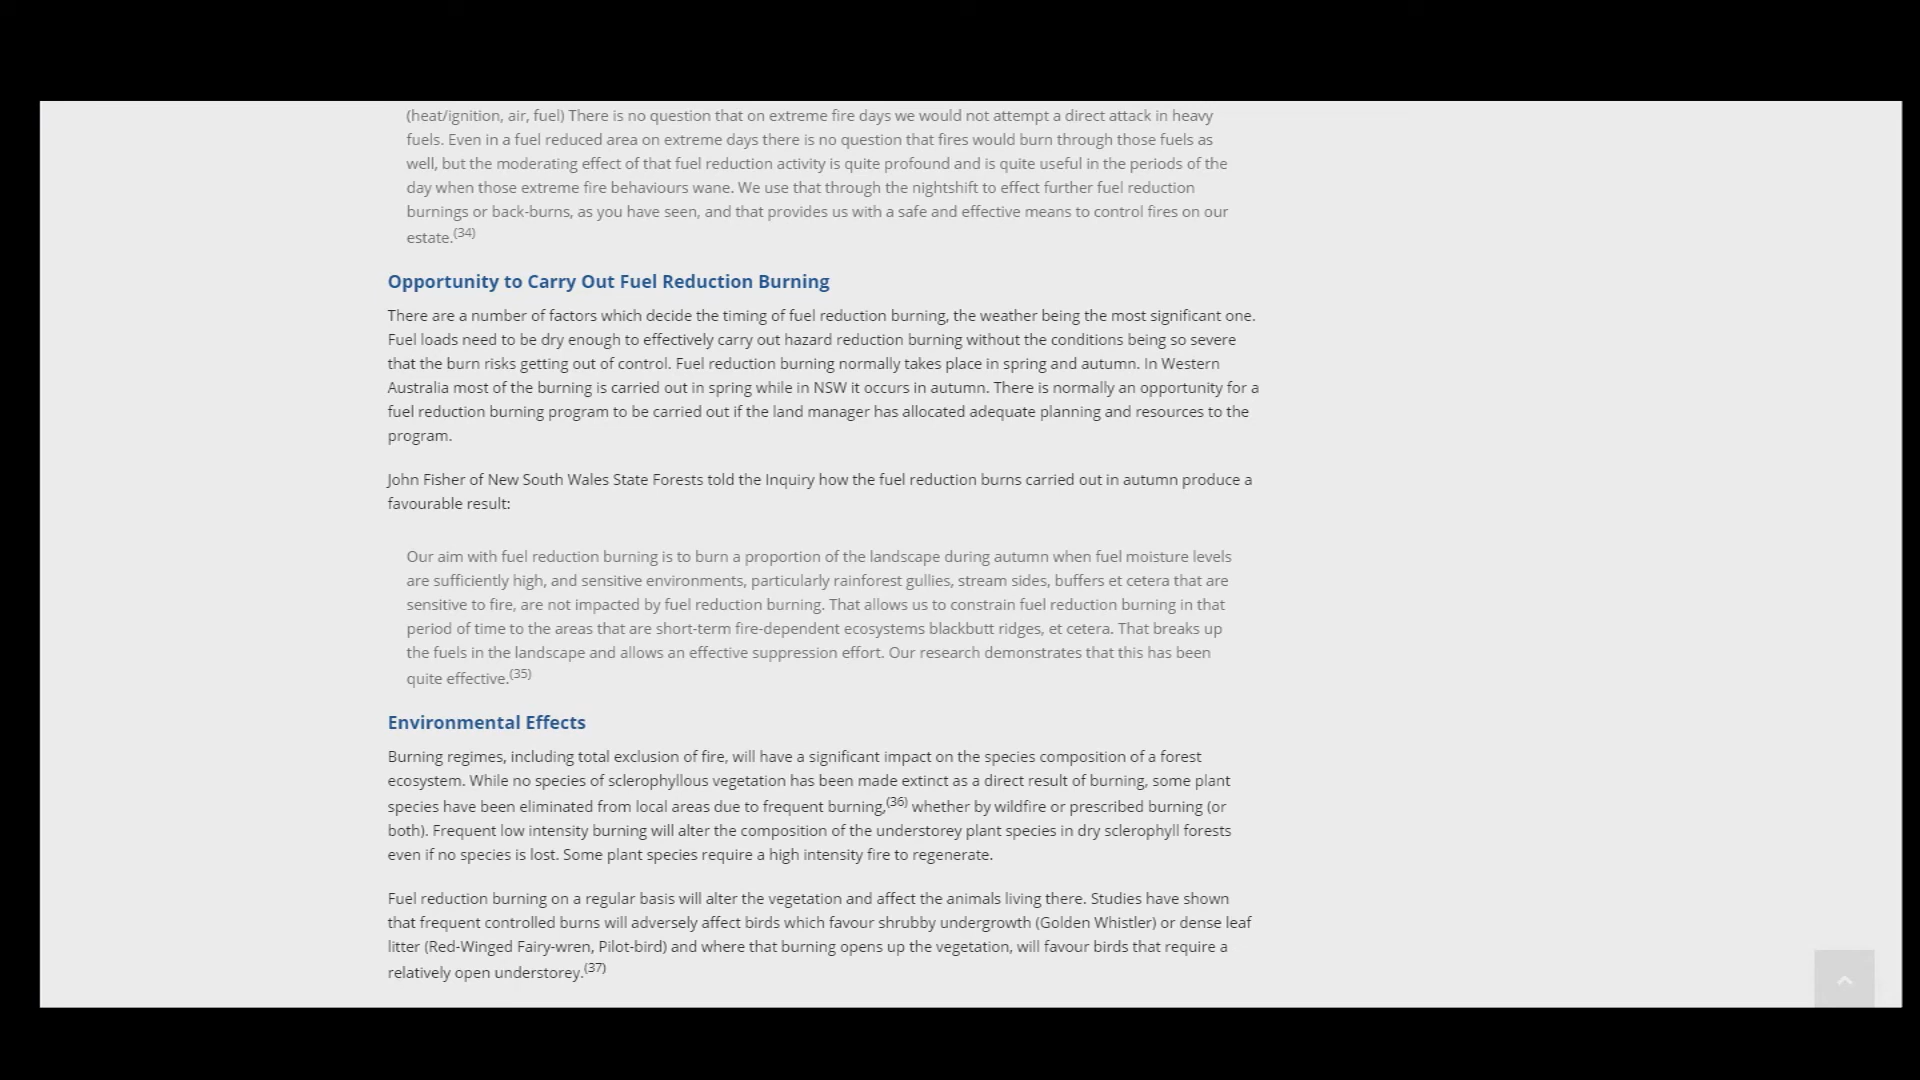 (heat/ignition, air, fuel) There is no question that on extreme fire days we would not attempt a direct attack in heavy
fuels. Even in a fuel reduced area on extreme days there is no question that fires would burn through those fuels as
well, but the moderating effect of that fuel reduction activity is quite profound and is quite useful in the periods of the
day when those extreme fire behaviours wane. We use that through the nightshift to effect further fuel reduction
burnings or back-burns, as you have seen, and that provides us with a safe and effective means to control fires on our
estate.(34)
Opportunity to Carry Out Fuel Reduction Burning
There are a number of factors which decide the timing of fuel reduction burning, the weather being the most significant one.
Fuel loads need to be dry enough to effectively carry out hazard reduction burning without the conditions being so severe
that the burn risks getting out of control. Fuel reduction burning normally takes place in spring and autumn. In Western
Australia most of the burning is carried out in spring while in NSW it occurs in autumn. There is normally an opportunity for a
fuel reduction burning program to be carried out if the land manager has allocated adequate planning and resources to the
program.
John Fisher of New South Wales State Forests told the Inquiry how the fuel reduction burns carried out in autumn produce a
favourable result:
Our aim with fuel reduction burning is to burn a proportion of the landscape during autumn when fuel moisture levels
are sufficiently high, and sensitive environments, particularly rainforest gullies, stream sides, buffers et cetera that are
sensitive to fire, are not impacted by fuel reduction burning. That allows us to constrain fuel reduction burning in that
period of time to the areas that are short-term fire-dependent ecosystems blackbutt ridges, et cetera. That breaks up
the fuels in the landscape and allows an effective suppression effort. Our research demonstrates that this has been
quite effective.(35)
Environmental Effects
Burning regimes, including total exclusion of fire, will have a significant impact on the species composition of a forest
ecosystem. While no species of sclerophyllous vegetation has been made extinct as a direct result of burning, some plant
species have been eliminated from local areas due to frequent burning,(36) whether by wildfire or prescribed burning (or
both). Frequent low intensity burning will alter the composition of the understorey plant species in dry sclerophyll forests
even if no species is lost. Some plant species require a high intensity fire to regenerate.
Fuel reduction burning on a regular basis will alter the vegetation and affect the animals living there. Studies have shown
that frequent controlled burns will adversely affect birds which favour shrubby undergrowth (Golden Whistler) or dense leaf
litter (Red-Winged Fairy-wren, Pilot-bird) and where that burning opens up the vegetation, will favour birds that require a
relatively open understorey.(37)